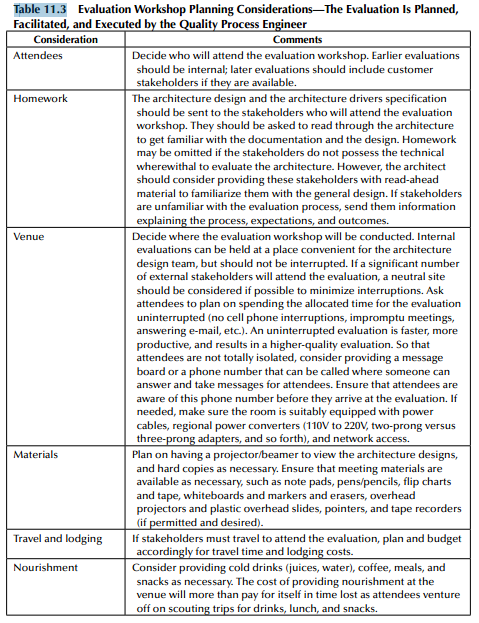 Table 11.3 Evaluation Workshop Planning Considerations—The Evaluation Is Planned,
Facilitated, and Executed by the Quality Process Engineer
Consideration Comments
Attendees Decide who will attend the evaluation workshop. Earlier evaluations
should be internal; later evaluations should include customer
stakeholders if they are available.
Homework The architecture design and the architecture drivers specification
should be sent to the stakeholders who will attend the evaluation
workshop. They should be asked to read through the architecture
to get familiar with the documentation and the design. Homework
may be omitted if the stakeholders do not possess the technical
wherewithal to evaluate the architecture. However, the architect
should consider providing these stakeholders with read-ahead
material to familiarize them with the general design. If stakeholders
are unfamiliar with the evaluation process, send them information
explaining the process, expectations, and outcomes.
Venue Decide where the evaluation workshop will be conducted. Internal
evaluations can be held at a place convenient for the architecture
design team, but should not be interrupted. If a significant number
of external stakeholders will attend the evaluation, a neutral site
should be considered if possible to minimize interruptions. Ask
attendees to plan on spending the allocated time for the evaluation
uninterrupted (no cell phone interruptions, impromptu meetings,
answering e-mail, etc.). An uninterrupted evaluation is faster, more
productive, and results in a higher-quality evaluation. So that
attendees are not totally isolated, consider providing a message
board or a phone number that can be called where someone can
answer and take messages for attendees. Ensure that attendees are
aware of this phone number before they arrive at the evaluation. If
needed, make sure the room is suitably equipped with power
cables, regional power converters (110V to 220V, two-prong versus
three-prong adapters, and so forth), and network access.
Materials Plan on having a projector/beamer to view the architecture designs,
and hard copies as necessary. Ensure that meeting materials are
available as necessary, such as note pads, pens/pencils, flip charts
and tape, whiteboards and markers and erasers, overhead
projectors and plastic overhead slides, pointers, and tape recorders
(if permitted and desired).
Travel and lodging If stakeholders must travel to attend the evaluation, plan and budget
accordingly for travel time and lodging costs.
Nourishment Consider providing cold drinks (juices, water), coffee, meals, and
snacks as necessary. The cost of providing nourishment at the
venue will more than pay for itself in time lost as attendees venture
off on scouting trips for drinks, lunch, and snacks.